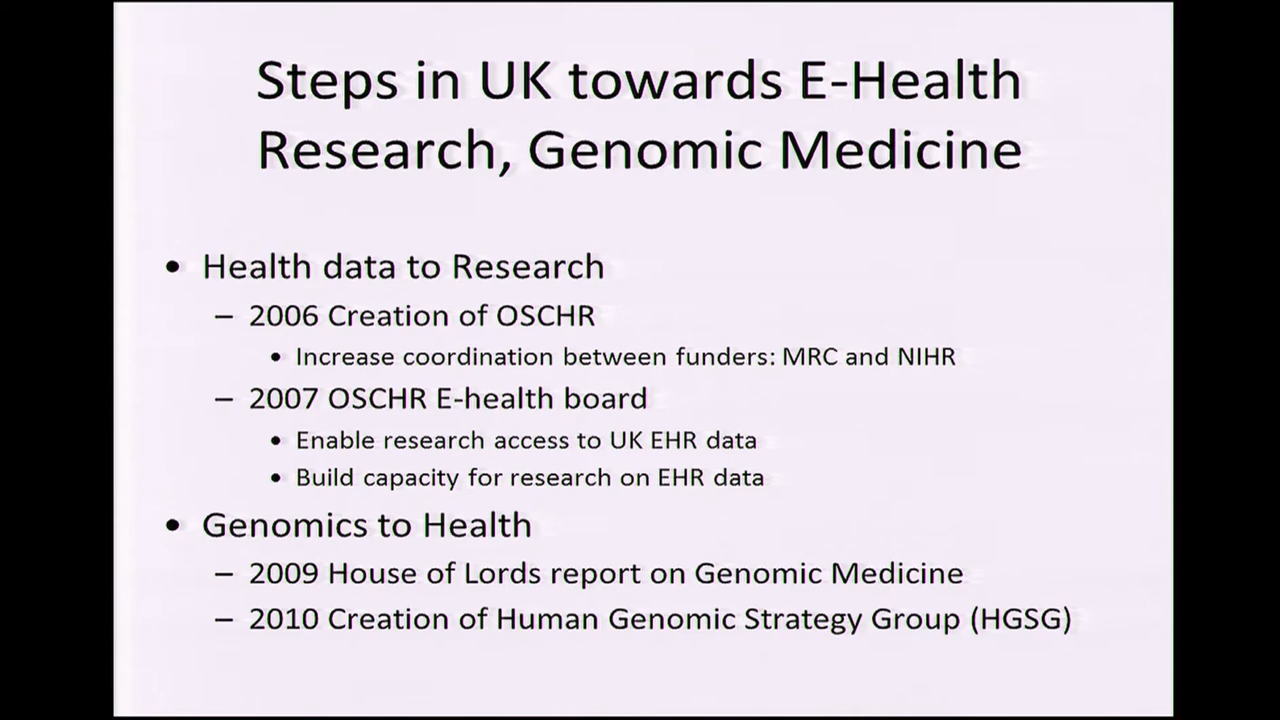 Steps in UK towards E-Health
Research, Genomic Medicine
• Health data to Research
– 2006 Creation of OSCHR
• Increase coordination between funders: MRC and NIHR
– 2007 OSCHR E-health board
• Enable research access to UK EHR data
• Build capacity for research on EHR data
• Genomics to Health
– 2009 House of Lords report on Genomic Medicine
– 2010 Creation of Human Genomic Strategy Group (HGSG)